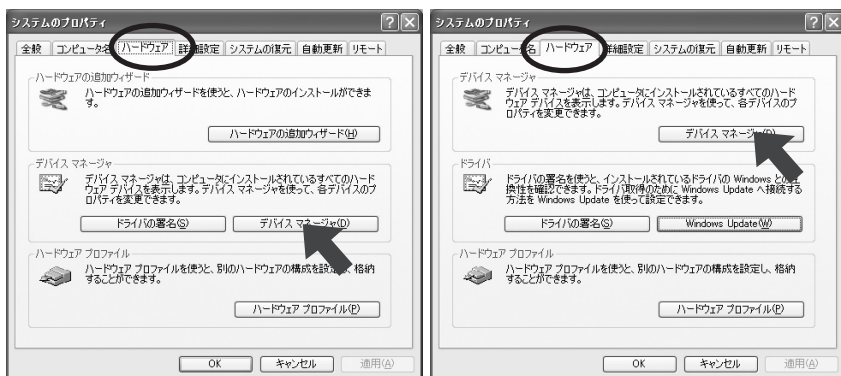 システムのプロパティ
全般 コンピュータ名 ハードウェア 詳細設定 システムの復元 自動更新 リモート
ハードウェアの追加ウィザード
ハードウェアの追加ウィザードを使うと、ハードウェアのインストールができま
す。
ハードウェアの追加ウィザード(H)
デバイス マネージャ
デバイス マネージャは、コンピュータにインストールされているすべてのハード
ウェア デバイスを表示します。デバイス マネージャを使って、各デバイスのプ
ロパティを変更できます。
ドライバの署名(S) デバイス マネージャ(D)
ハードウェア プロファイル
ハードウェア プロファイルを使うと、別のハードウェアの構成を設定し、格納
することができます。
ハードウェア プロファイル(P)
OK キャンセル 適用(A)
システムのプロパティ
全般 コンピュータ名 ハードウェア 詳細設定 システムの復元 自動更新 リモート
デバイス マネージャ
デバイス マネージャは、コンピュータにインストールされているすべてのハード
ウェア デバイスを表示します。デバイス マネージャを使って、各デバイスのプ
ロパティを変更できます。
デバイス マネージャ(D)
ドライバ
ドライバの署名を使うと、インストールされているドライバの Windows との互
換性を確認できます。ドライバ取得のために Windows Update へ接続する
方法を Windows Update を使って設定できます。
ドライバの署名(S) Windows Update(W)
ハードウェア プロファイル
ハードウェア プロファイルを使うと、別のハードウェアの構成を設定し、格納
することができます。
ハードウェア プロファイル(P)
OK キャンセル 適用(A)